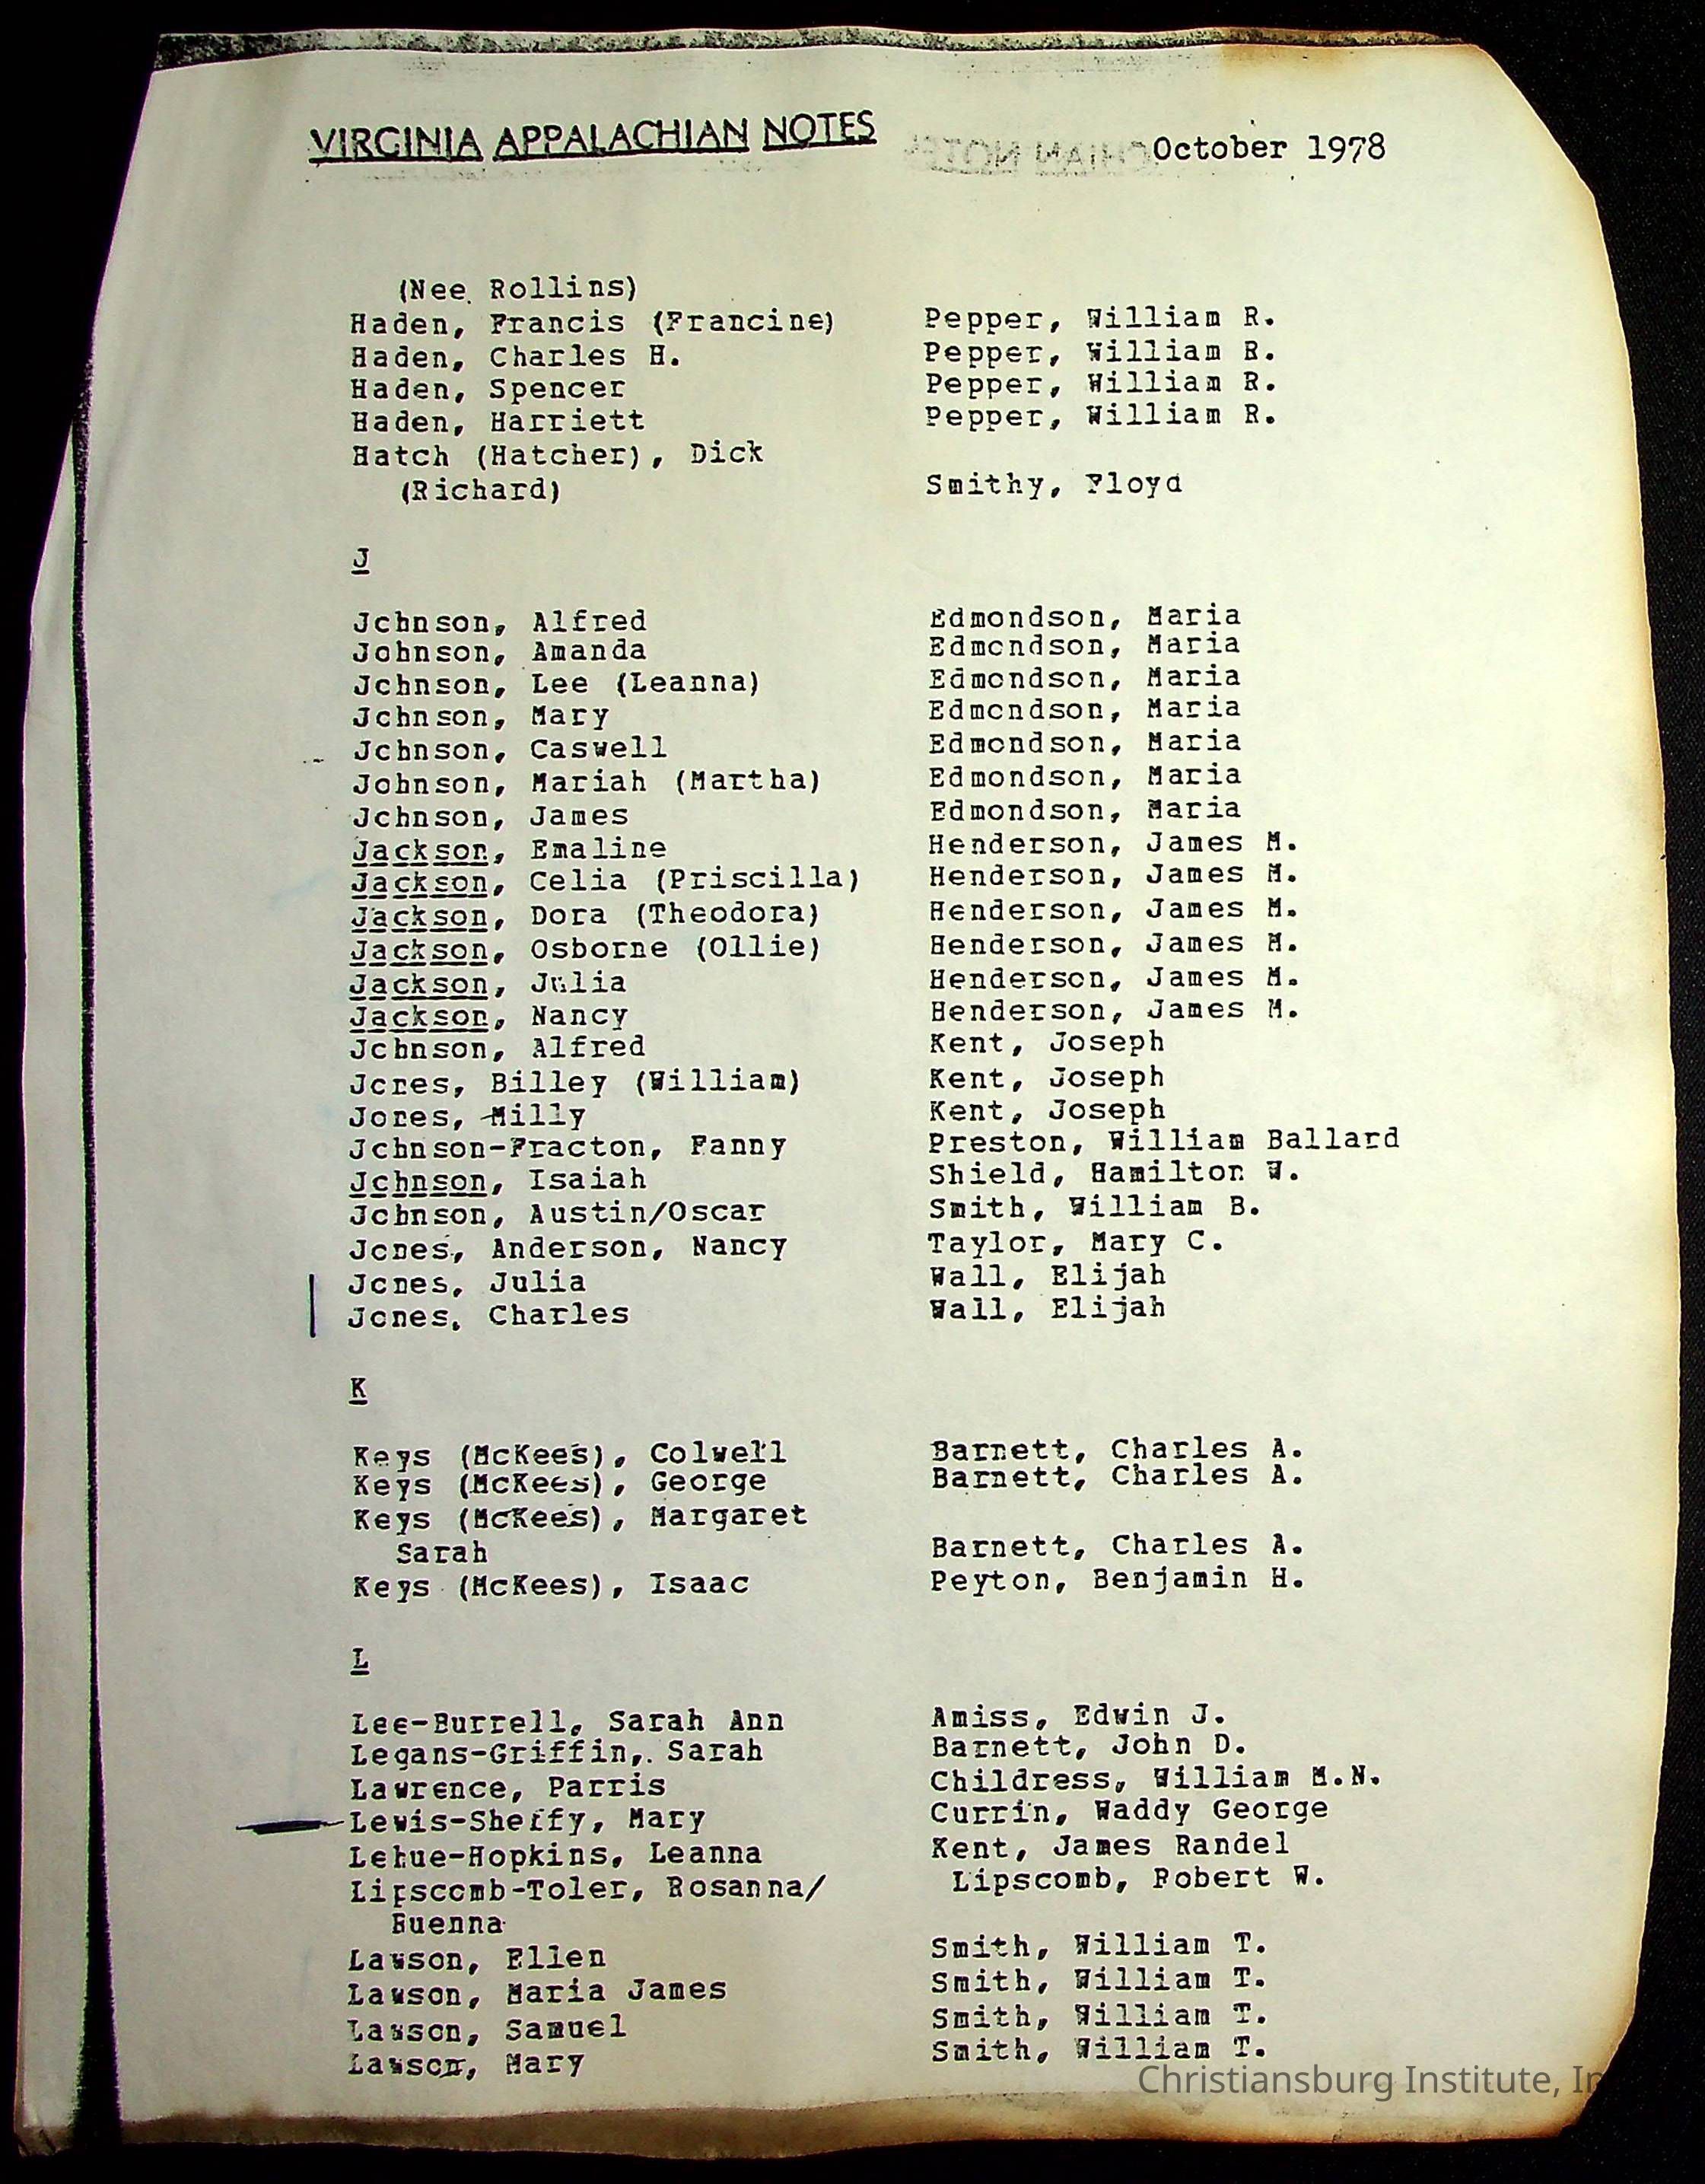 VIRGINIA APPALACHIAN NOTES October 1978
(Nee Rollins)
Haden, Francis (Francine) Pepper, William R.
Haden, Charles H. Pepper, William R.
Haden, Spencer Pepper, William R.
Haden, Harriett Pepper, William R.
Hatch (Hatcher), Dick
(Richard) Smithy, Floyd
J
Johnson, Alfred Edmondson, Maria
Johnson, Amanda Edmondson, Maria
Johnson, Lee (Leanna) Edmondson, Maria
Johnson, Mary Edmondson, Maria
Johnson, Caswell Edmondson, Maria
Johnson, Mariah (Martha) Edmondson, Maria
Johnson, James Edmondson, Maria
Jackson, Emaline Henderson, James M.
Jackson, Celia (Priscilla) Henderson, James M.
Jackson, Dora (Theodora) Henderson, James M.
Jackson, Osborne (Ollie) Henderson, James M.
Jackson, Julia Henderson, James M.
Jackson, Nancy Henderson, James M.
Johnson, Alfred Kent, Joseph
Jones, Billey (William) Kent, Joseph
Jones, Milly Kent, Joseph
Johnson-Fracton, Fanny Preston, William Ballard
Johnson, Isaiah Shield, Hamilton W.
Johnson, Austin/Oscar Smith, William B.
Jones, Anderson, Nancy Taylor, Mary C.
Jones, Julia Wall, Elijah
Jones, Charles Wall, Elijah
K
Keys (McKees), Colwell Barnett, Charles A.
Keys (McKees), George Barnett, Charles A.
Keys (McKees), Margaret
Sarah Barnett, Charles A.
Keys (McKees), Isaac Peyton, Benjamin H.
L
Lee-Burrell, Sarah Ann Amiss, Edwin J.
Legans-Griffin, Sarah Barnett, John D.
Lawrence, Parris Childress, William M.N.
Lewis-Sheffy, Mary Currin, Waddy George
Lehue-Hopkins, Leanna Kent, James Randel
Lipscomb-Toler, Rosanna/ Lipscomb, Robert W.
Buenna
Lawson, Ellen Smith, William T.
Lawson, Maria James Smith, William T.
Lawson, Samuel Smith, William T.
Lawson, Mary Smith, William T.
Christiansburg Institute,